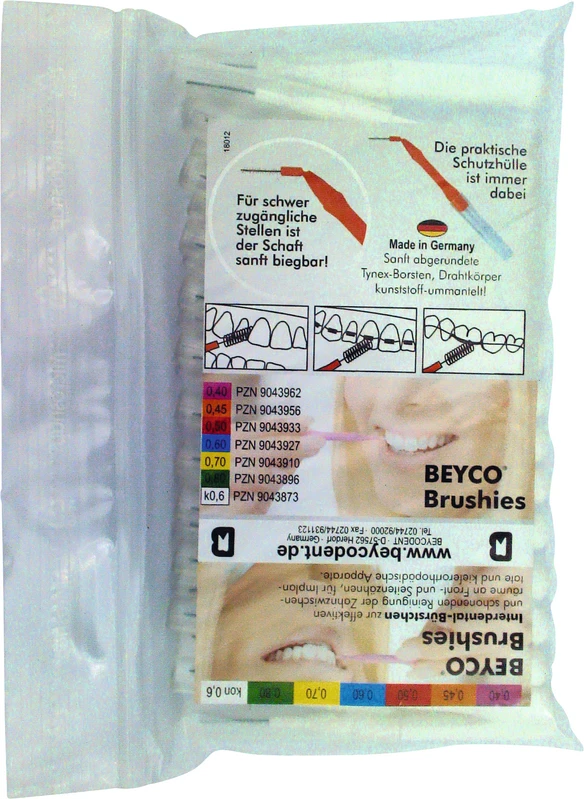 18012
Für schwer
zugängliche
Stellen ist
der Schaft
sanft biegbar!
Die praktische
Schutzhülle
ist immer
dabei
Made in Germany
Sanft abgerundete
Tynex-Borsten, Drahtkörper
kunststoff-ummantelt!
0,40 PZN 9043962
0,45 PZN 9043956
0,50 PZN 9043933
0,60 PZN 9043927
0,70 PZN 9043910
0,80 PZN 9043896
k0,6 PZN 9043873
BEYCO®
Brushies
www.beycodent.de
BEYCODENT · D-57562 Herdorf · Germany
Tel. 02744/92000 · Fax 02744/931123
0,40 0,45 0,50 0,60 0,70 0,80 kon 0,6
BEYCO®
Brushies
Interdental-Bürstchen zur effektiven
und schonenden Reinigung der Zahnzwischen-
räume an Front- und Seitenzähnen, für Implan-
tate und kieferorthopädische Apparate.